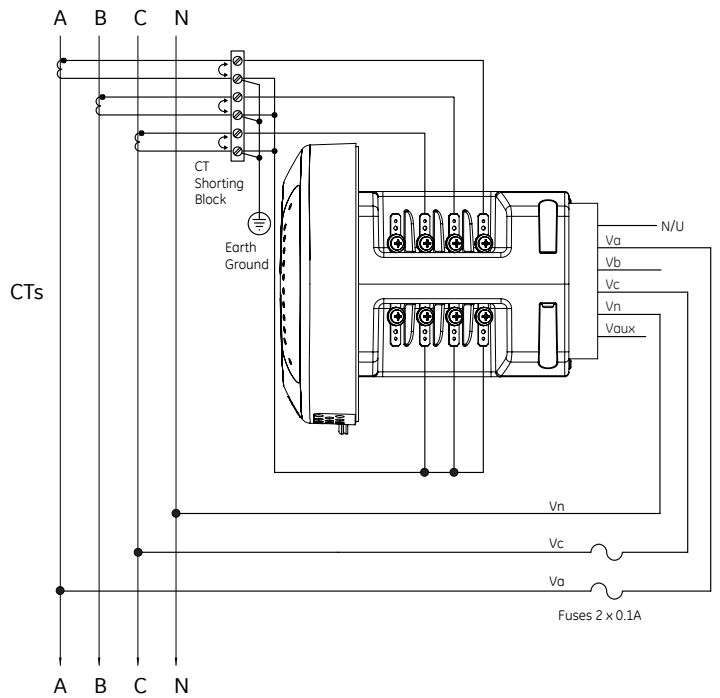 A B C N
CT
Shorting
Block
Earth
Ground
CTs
N/U
Va
Vb
Vc
Vn
Vaux
Vn
Vc
Va
Fuses 2 x 0.1A
A B C N